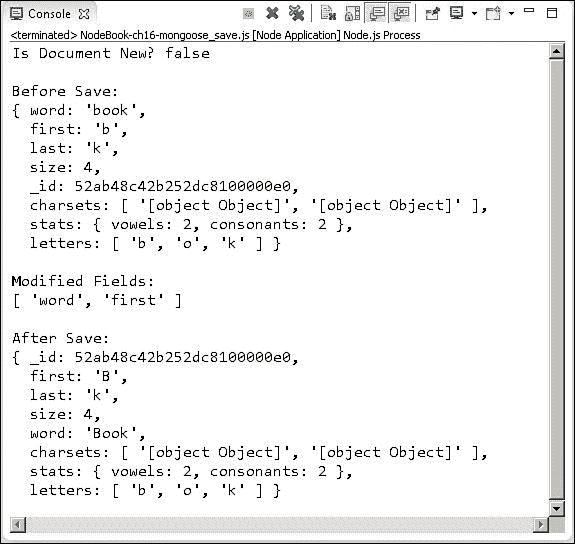 Console
<terminated> NodeBook-ch16-mongoose_save.js [Node Application] Node.js Process
Is Document New? false
Before Save:
{ word: 'book',
first: 'b',
last: 'k',
size: 4,
_id: 52ab48c42b252dc8100000e0,
charsets: [ '[object Object]', '[object Object]' ],
stats: { vowels: 2, consonants: 2 },
letters: [ 'b', 'o', 'k' ] }
Modified Fields:
[ 'word', 'first' ]
After Save:
{ _id: 52ab48c42b252dc8100000e0,
first: 'B',
last: 'k',
size: 4,
word: 'Book',
charsets: [ '[object Object]', '[object Object]' ],
stats: { vowels: 2, consonants: 2 },
letters: [ 'b', 'o', 'k' ] }